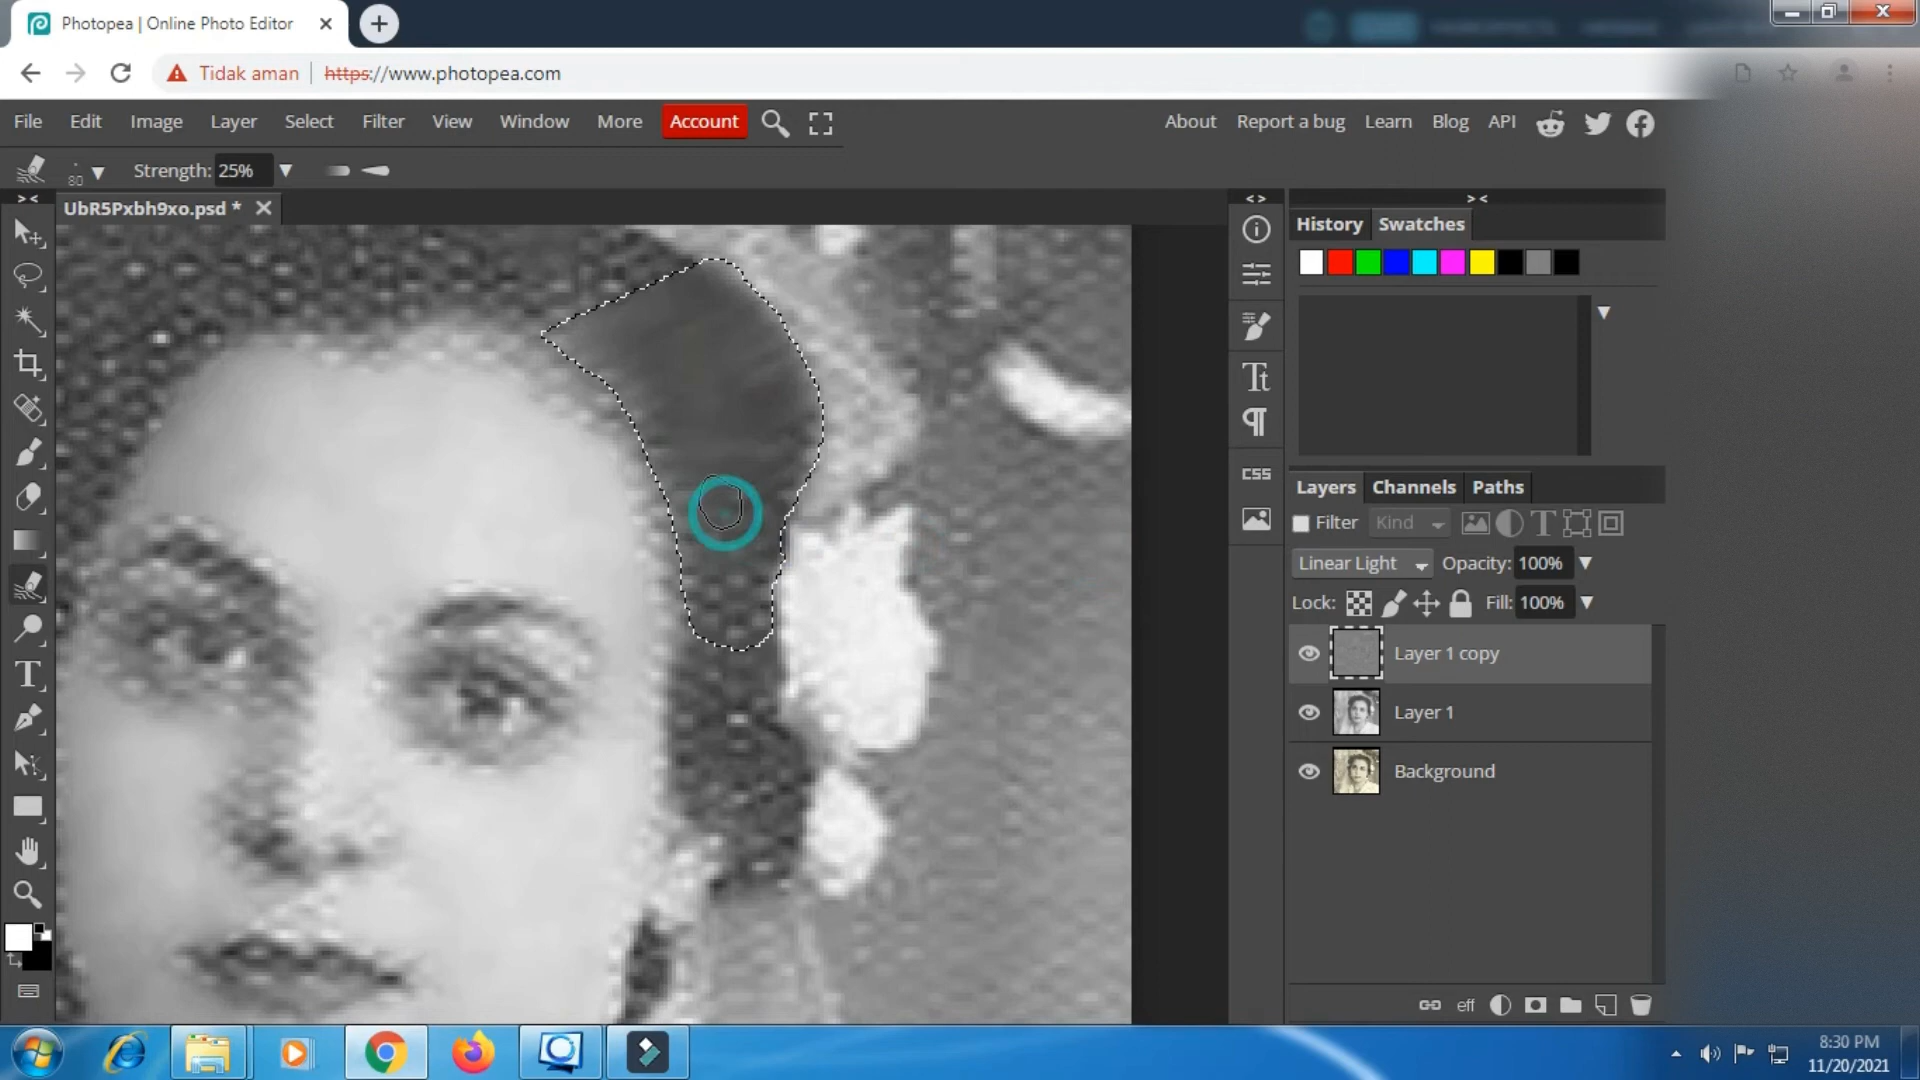 Photopea | Online Photo Editor
Tidak aman https://www.photopea.com
File Edit Image Layer Select Filter View Window More Account About Report a bug Learn Blog API
80 Strength: 25%
UbR5Pxbh9xo.psd *
History Swatches
CSS
Layers Channels Paths
Filter Kind
Linear Light Opacity: 100%
Lock: Fill: 100%
Layer 1 copy
Layer 1
Background
eff
8:30 PM
11/20/2021